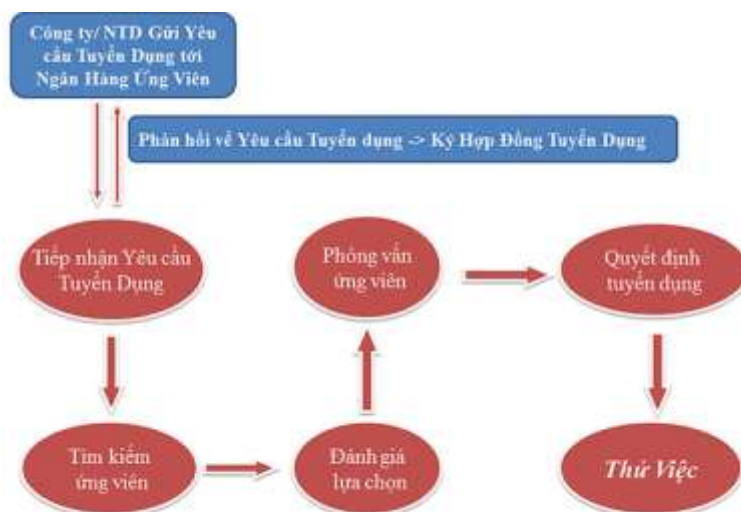 Công ty/ NTD Gửi Yêu
cầu Tuyển Dụng tới
Ngân Hàng Ứng Viên
Phản hồi về Yêu cầu Tuyển dụng -> Ký Hợp Đồng Tuyển Dụng
Tiếp nhận Yêu cầu
Tuyển Dụng
Tìm kiếm
ứng viên
Đánh giá
lựa chọn
Phỏng vấn
ứng viên
Quyết định
tuyển dụng
Thử Việc